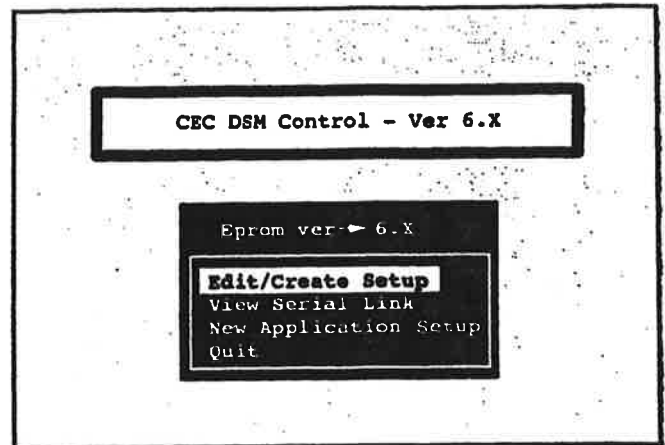 CEC DSM Control - Ver 6.X
Eprom ver-► 6.X
Edit/Create Setup
View Serial Link
New Application Setup
Quit